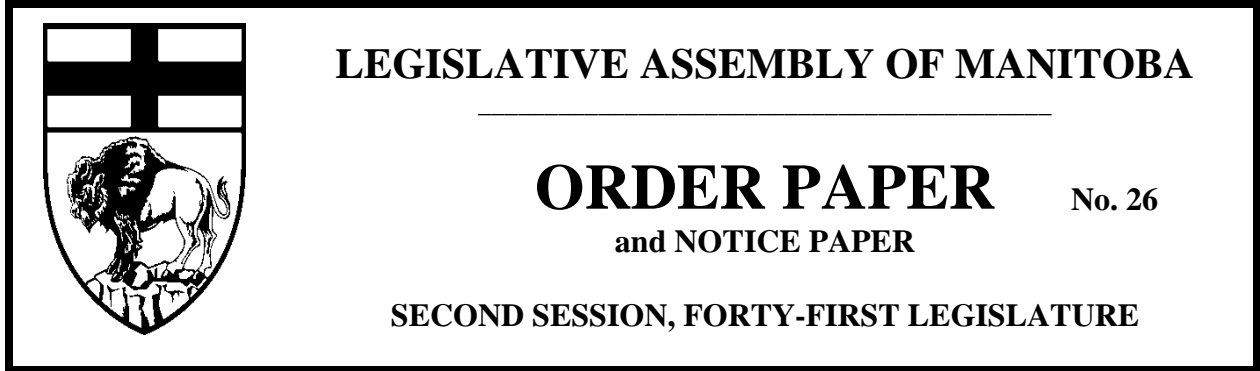 LEGISLATIVE ASSEMBLY OF MANITOBA
ORDER PAPER No. 26
and NOTICE PAPER
SECOND SESSION, FORTY-FIRST LEGISLATURE